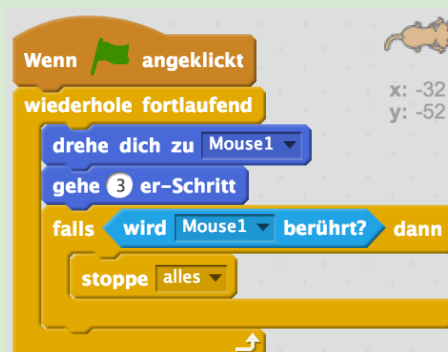 Wenn angeklickt
x: -32
y: -52
wiederhole fortlaufend
drehe dich zu Mouse1
gehe 3 er-Schritt
falls wird Mouse1 berührt? dann
stoppe alles